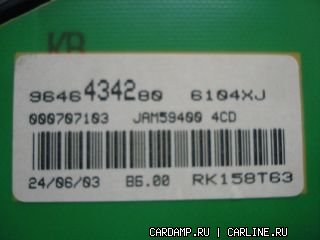 KB
9646434280 6104XJ
000707103 JAM59400 4CD
24/06/03 B6.00 RK158T63
CARDAMP.RU / CARLINE.RU